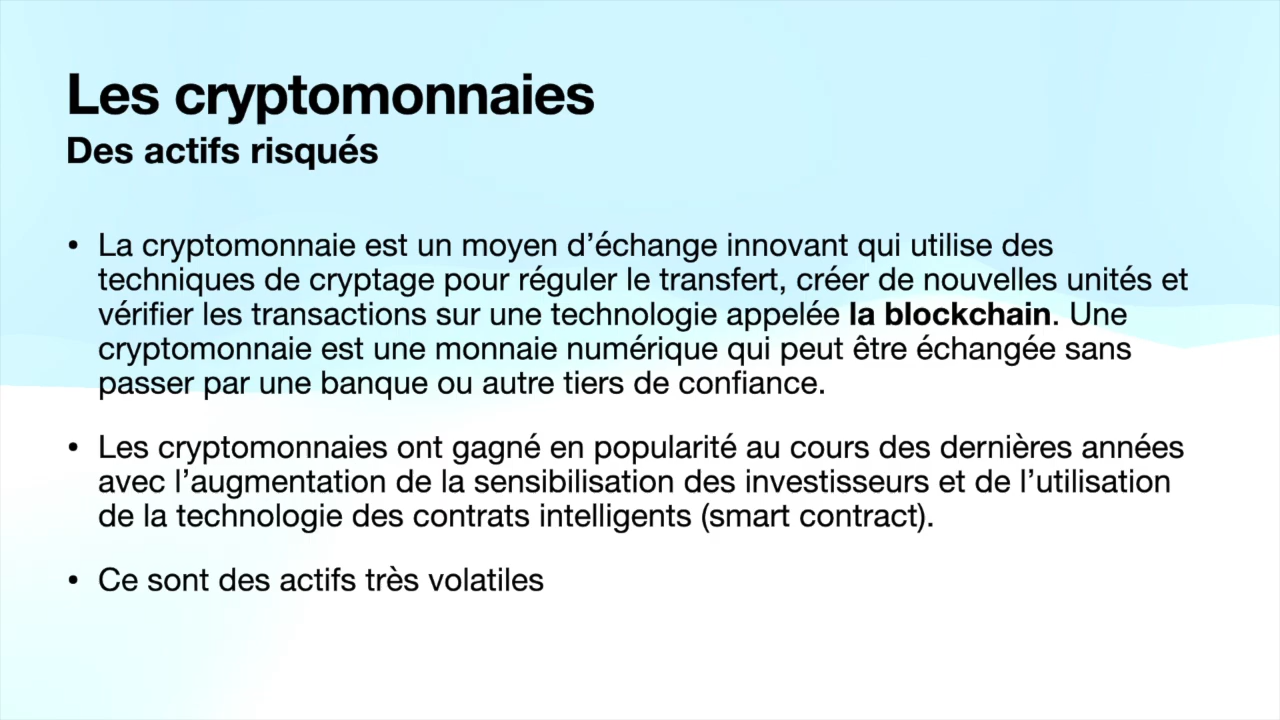 Les cryptomonnaies
Des actifs risqués
• La cryptomonnaie est un moyen d’échange innovant qui utilise des
techniques de cryptage pour réguler le transfert, créer de nouvelles unités et
vérifier les transactions sur une technologie appelée la blockchain. Une
cryptomonnaie est une monnaie numérique qui peut être échangée sans
passer par une banque ou autre tiers de confiance.
• Les cryptomonnaies ont gagné en popularité au cours des dernières années
avec l’augmentation de la sensibilisation des investisseurs et de l’utilisation
de la technologie des contrats intelligents (smart contract).
• Ce sont des actifs très volatiles